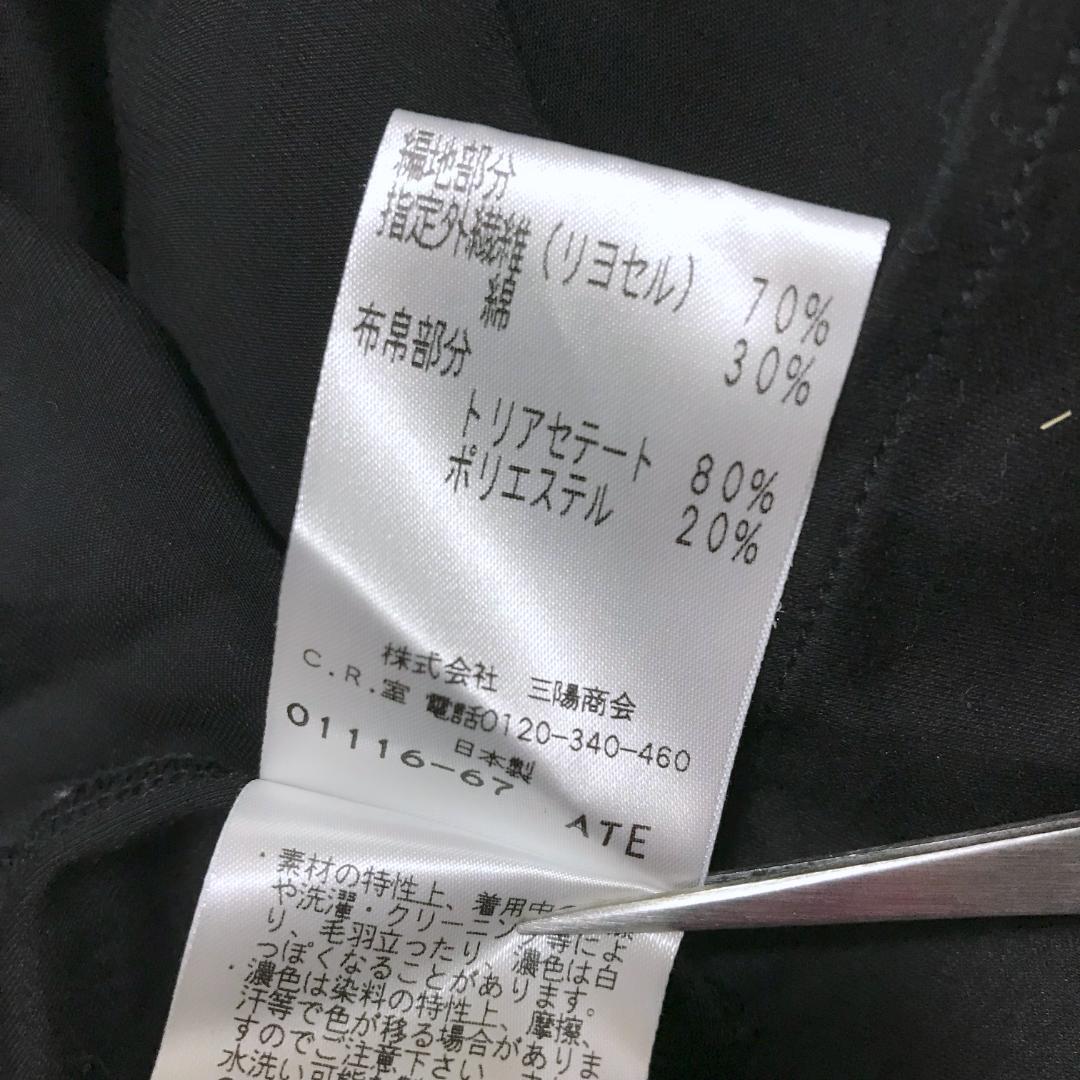 編地部分
指定外繊維(リヨセル) 70%
綿 30%
布帛部分
トリアセテート 80%
ポリエステル 20%
株式会社 三陽商会
C.R.室 電話0120-340-460
日本製
01116-67
ATE
・素材の特性上、着用中
や洗濯・クリーニング等によ
り、毛羽立ったり、濃色は白
っぽくなることがあります。
・濃色は染料の特性上、摩擦、
汗等で色が移る場合がありま
すのでご注意下さい
水洗い可能